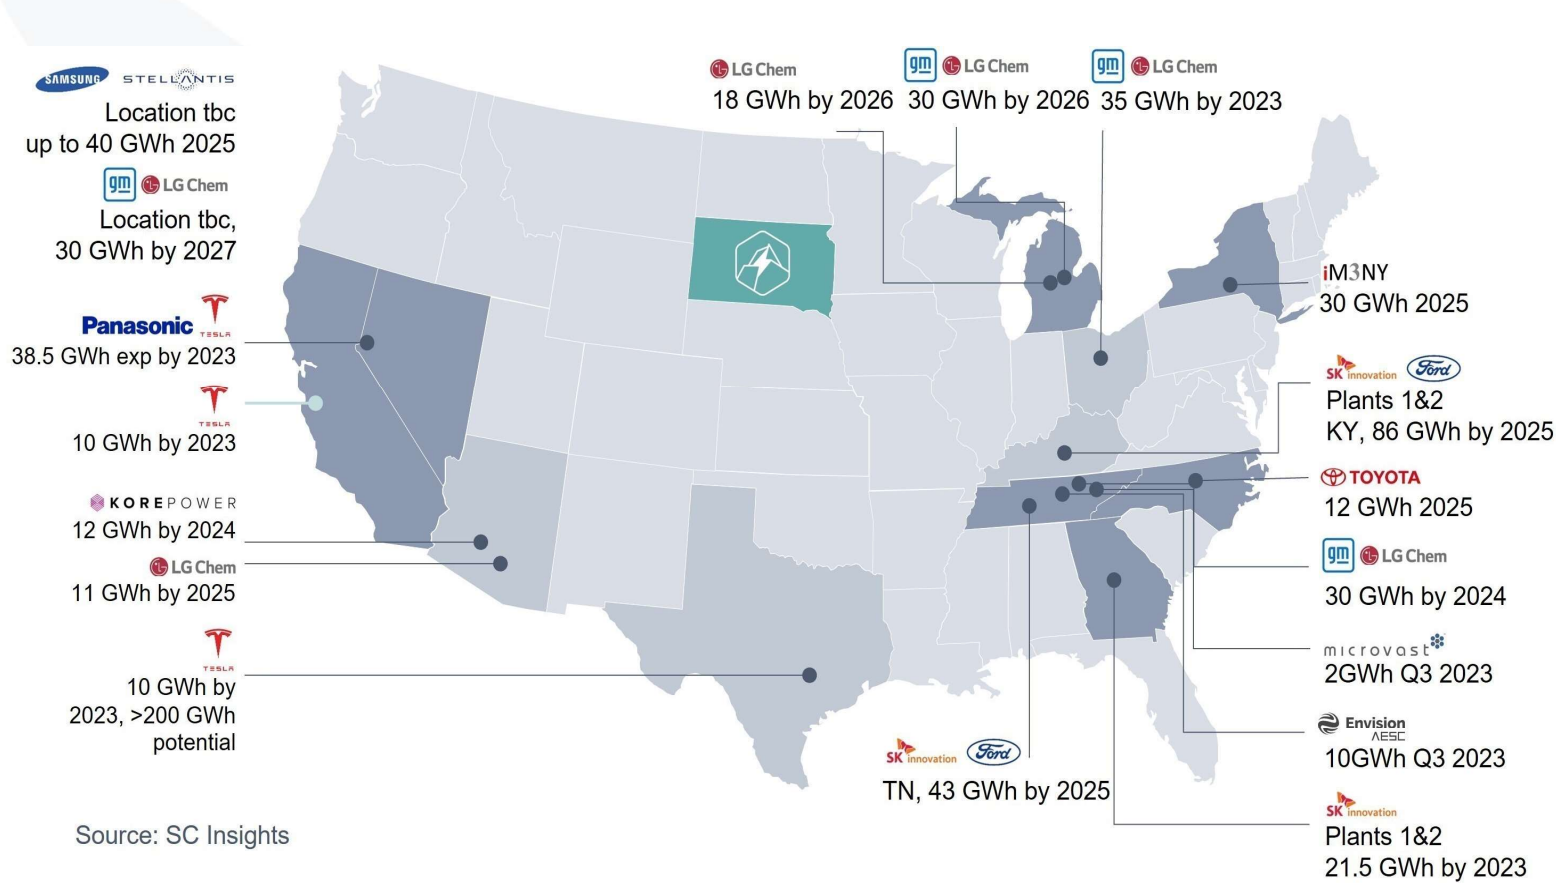 SAMSUNG STELLANTIS
Location tbc
up to 40 GWh 2025
gm LG Chem
Location tbc,
30 GWh by 2027
Panasonic TESLA
38.5 GWh exp by 2023
TESLA
10 GWh by 2023
KOREPOWER
12 GWh by 2024
LG Chem
11 GWh by 2025
TESLA
10 GWh by
2023, >200 GWh
potential
Source: SC Insights
LG Chem
18 GWh by 2026
gm LG Chem
30 GWh by 2026
gm LG Chem
35 GWh by 2023
iM3NY
30 GWh 2025
SK innovation Ford
Plants 1&2
KY, 86 GWh by 2025
TOYOTA
12 GWh 2025
gm LG Chem
30 GWh by 2024
microvast
2GWh Q3 2023
Envision
AESC
10GWh Q3 2023
SK innovation Ford
TN, 43 GWh by 2025
SK innovation
Plants 1&2
21.5 GWh by 2023